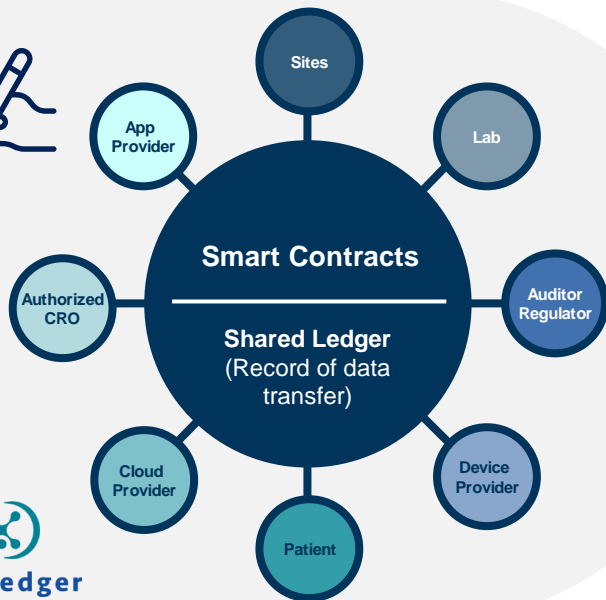 Sites
App
Provider
Lab
Smart Contracts
Authorized
CRO
Auditor
Regulator
Shared Ledger
(Record of data
transfer)
Cloud
Provider
Device
Provider
Patient
edger